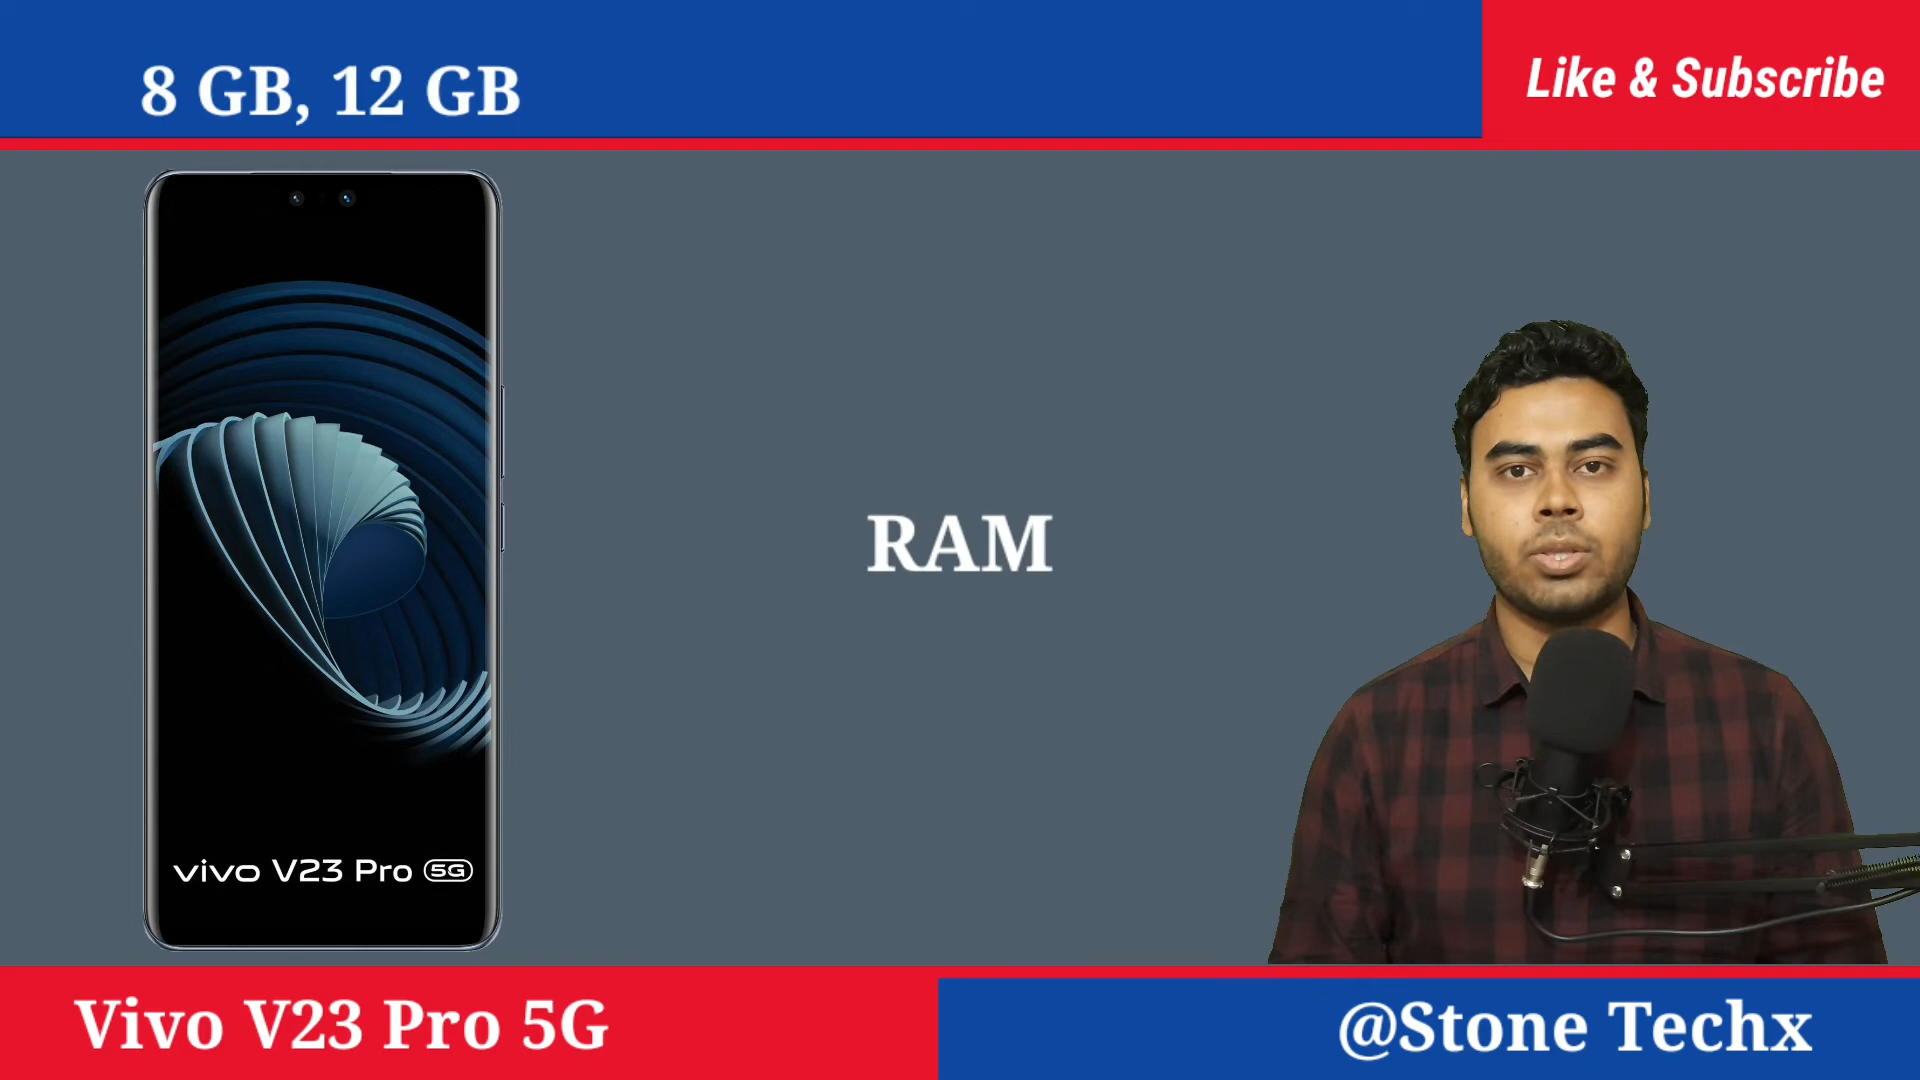 8 GB, 12 GB
Like & Subscribe
RAM
vivo V23 Pro 5G
Vivo V23 Pro 5G
@Stone Techx